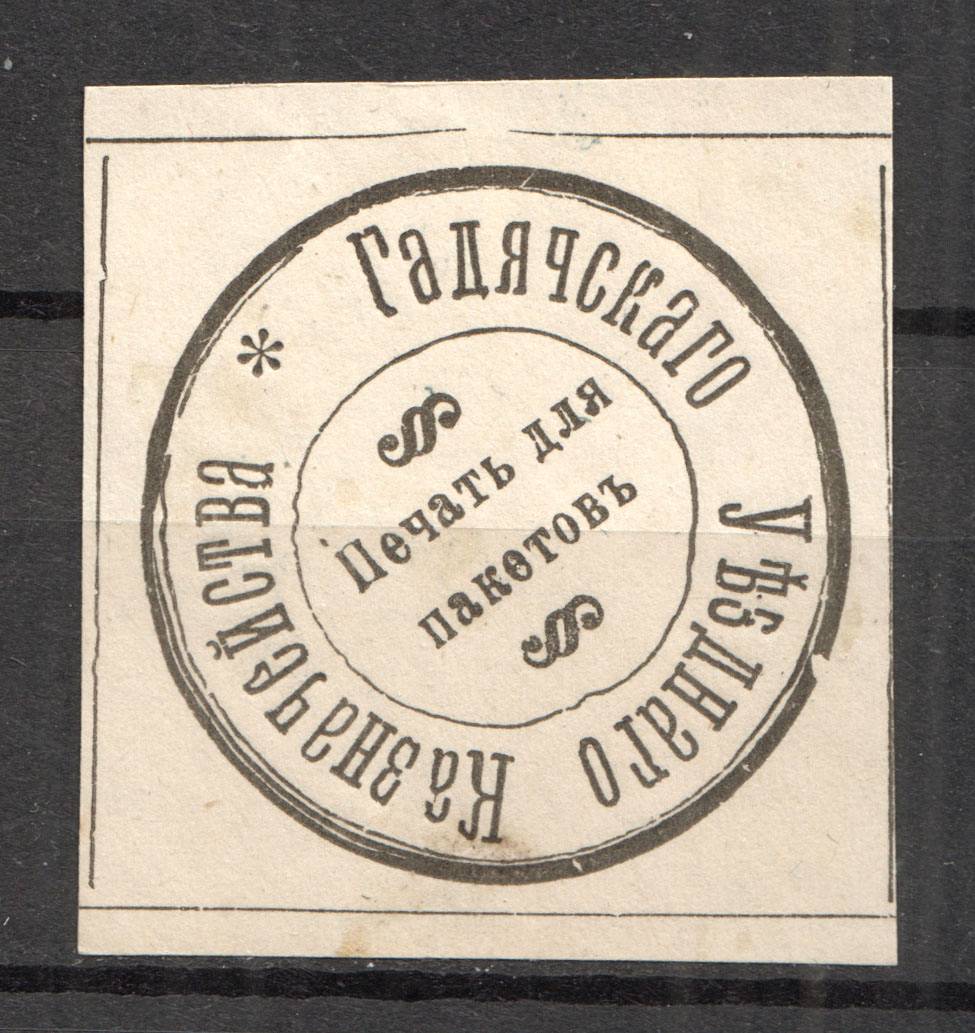 Гадячскаго Уѣзднаго Казначейства *
Печать для
пакетовъ